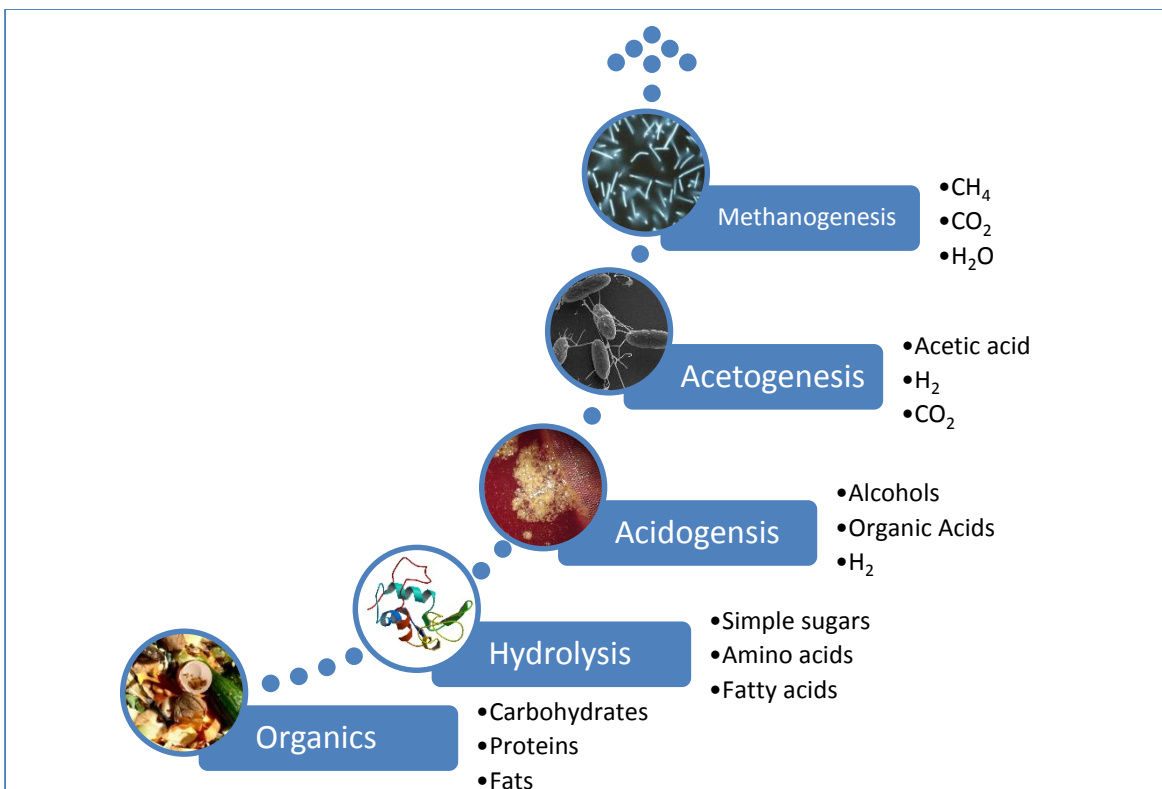 Methanogenesis
•CH₄
•CO₂
•H₂O
Acetogenesis
•Acetic acid
•H₂
•CO₂
Acidogensis
•Alcohols
•Organic Acids
•H₂
Hydrolysis
•Simple sugars
•Amino acids
•Fatty acids
Organics
•Carbohydrates
•Proteins
•Fats